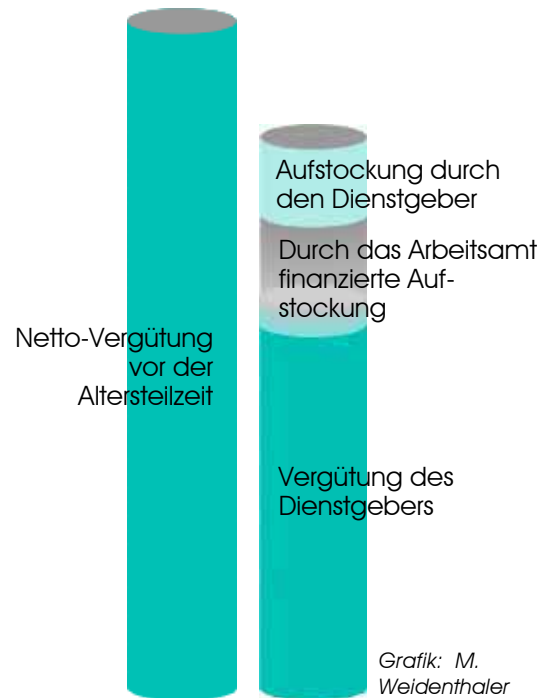 Netto-Vergütung
vor der
Altersteilzeit
Aufstockung durch
den Dienstgeber
Durch das Arbeitsamt
finanzierte Auf-
stockung
Vergütung des
Dienstgebers
Grafik: M.
Weidenthaler